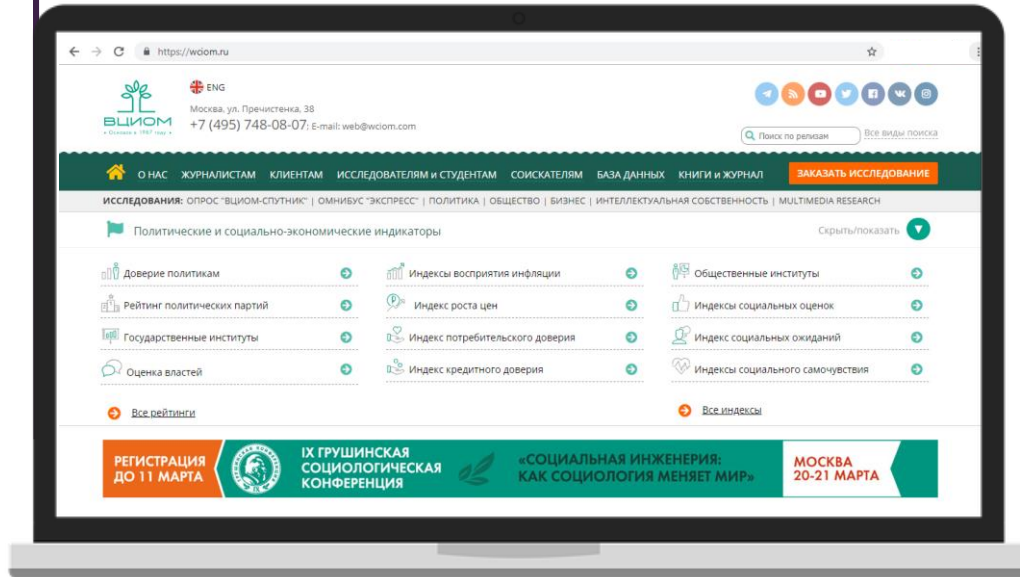 https://wciom.ru
ENG
Москва, ул. Пречистенка, 38
ВЦИОМ
+7 (495) 748-08-07; E-mail: web@wciom.com
Поиск по релизам
Все виды поиска
О НАС ЖУРНАЛИСТАМ КЛИЕНТАМ ИССЛЕДОВАТЕЛЯМ и СТУДЕНТАМ СОИСКАТЕЛЯМ БАЗА ДАННЫХ КНИГИ и ЖУРНАЛ ЗАКАЗАТЬ ИССЛЕДОВАНИЕ
ИССЛЕДОВАНИЯ: ОПРОС "ВЦИОМ-СПУТНИК" | ОМНИБУС "ЭКСПРЕСС" | ПОЛИТИКА | ОБЩЕСТВО | БИЗНЕС | ИНТЕЛЛЕКТУАЛЬНАЯ СОБСТВЕННОСТЬ | MULTIMEDIA RESEARCH
Политические и социально-экономические индикаторы
Скрыть/показать
Доверие политикам
Индексы восприятия инфляции
Общественные институты
Рейтинг политических партий
Индекс роста цен
Индексы социальных оценок
Государственные институты
Индекс потребительского доверия
Индекс социальных ожиданий
Оценка властей
Индекс кредитного доверия
Индексы социального самочувствия
Все рейтинги
Все индексы
РЕГИСТРАЦИЯ
ДО 11 МАРТА
IX ГРУШИНСКАЯ
СОЦИОЛОГИЧЕСКАЯ
КОНФЕРЕНЦИЯ
«СОЦИАЛЬНАЯ ИНЖЕНЕРИЯ:
КАК СОЦИОЛОГИЯ МЕНЯЕТ МИР»
МОСКВА
20-21 МАРТА